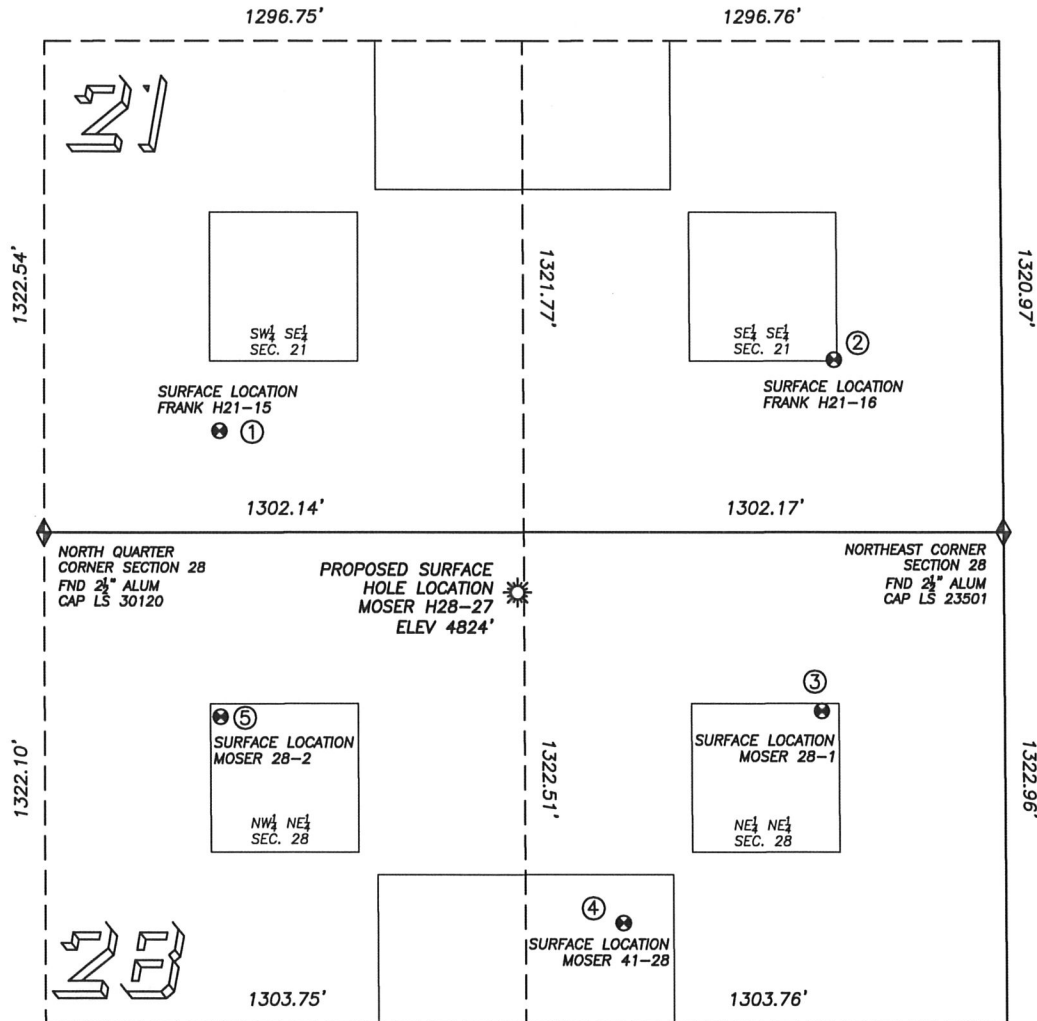 1296.75'
1296.76'
21
1322.54'
1321.77'
1320.97'
SW¼ SE¼
SEC. 21
SE¼ SE¼
SEC. 21
②
SURFACE LOCATION
FRANK H21-15
①
SURFACE LOCATION
FRANK H21-16
1302.14'
1302.17'
NORTH QUARTER
CORNER SECTION 28
FND 2½" ALUM
CAP LS 30120
PROPOSED SURFACE
HOLE LOCATION
MOSER H28-27
ELEV 4824'
NORTHEAST CORNER
SECTION 28
FND 2½" ALUM
CAP LS 23501
③
⑤
SURFACE LOCATION
MOSER 28-2
SURFACE LOCATION
MOSER 28-1
1322.10'
1322.51'
1322.96'
NW¼ NE¼
SEC. 28
NE¼ NE¼
SEC. 28
④
SURFACE LOCATION
MOSER 41-28
28
1303.75'
1303.76'